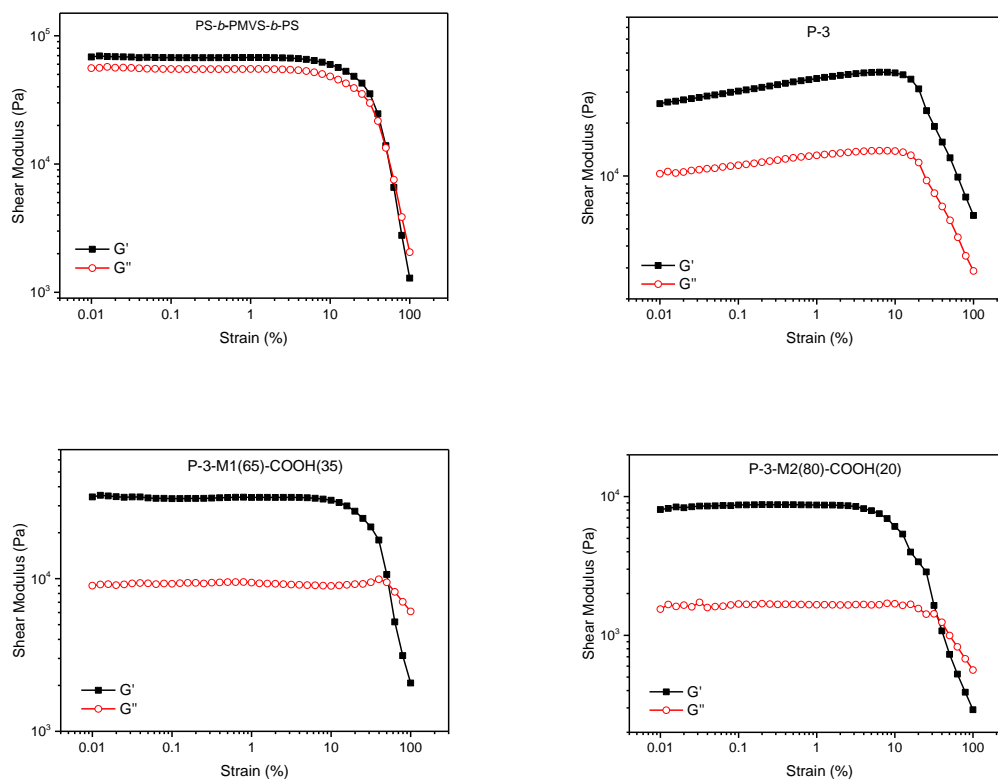 PS-b-PMVS-b-PS
Shear Modulus (Pa)
10^5
10^4
10^3
G'
G"
0.01 0.1 1 10 100
Strain (%)
P-3
Shear Modulus (Pa)
10^4
G'
G"
0.01 0.1 1 10 100
Strain (%)
P-3-M1(65)-COOH(35)
Shear Modulus (Pa)
10^4
10^3
G'
G"
0.01 0.1 1 10 100
Strain (%)
P-3-M2(80)-COOH(20)
Shear Modulus (Pa)
10^4
10^3
G'
G"
0.01 0.1 1 10 100
Strain (%)